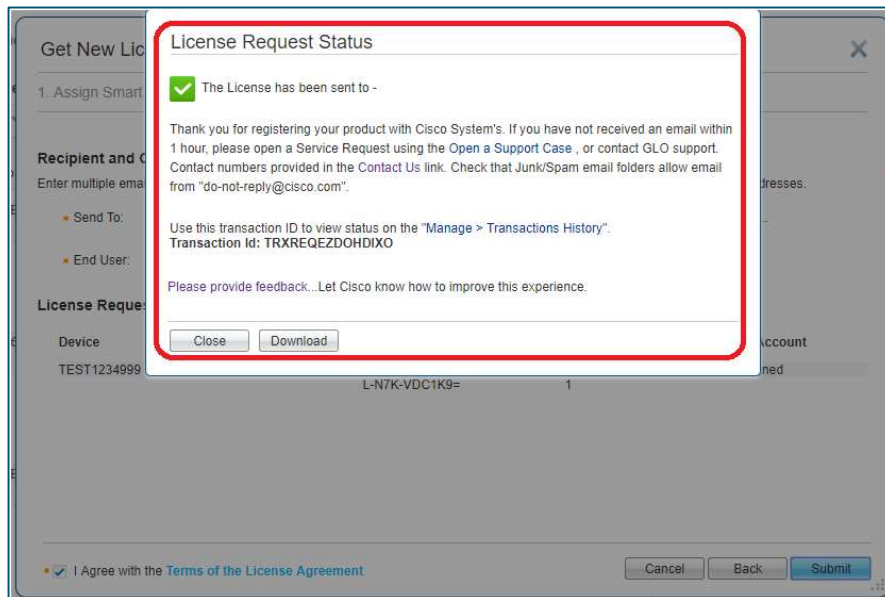 License Request Status
Get New Lic
1. Assign Smart
The License has been sent to -
Thank you for registering your product with Cisco System's. If you have not received an email within
1 hour, please open a Service Request using the Open a Support Case , or contact GLO support.
Contact numbers provided in the Contact Us link. Check that Junk/Spam email folders allow email
from "do-not-reply@cisco.com".
Use this transaction ID to view status on the "Manage > Transactions History".
Transaction Id: TRXREQEZDOHDIXO
Please provide feedback...Let Cisco know how to improve this experience.
Close Download
Recipient and
Enter multiple ema dresses.
Send To:
End User:
License Reque
Device ccount
TEST1234999 ned
L-N7K-VDC1K9= 1
I Agree with the Terms of the License Agreement
Cancel Back Submit